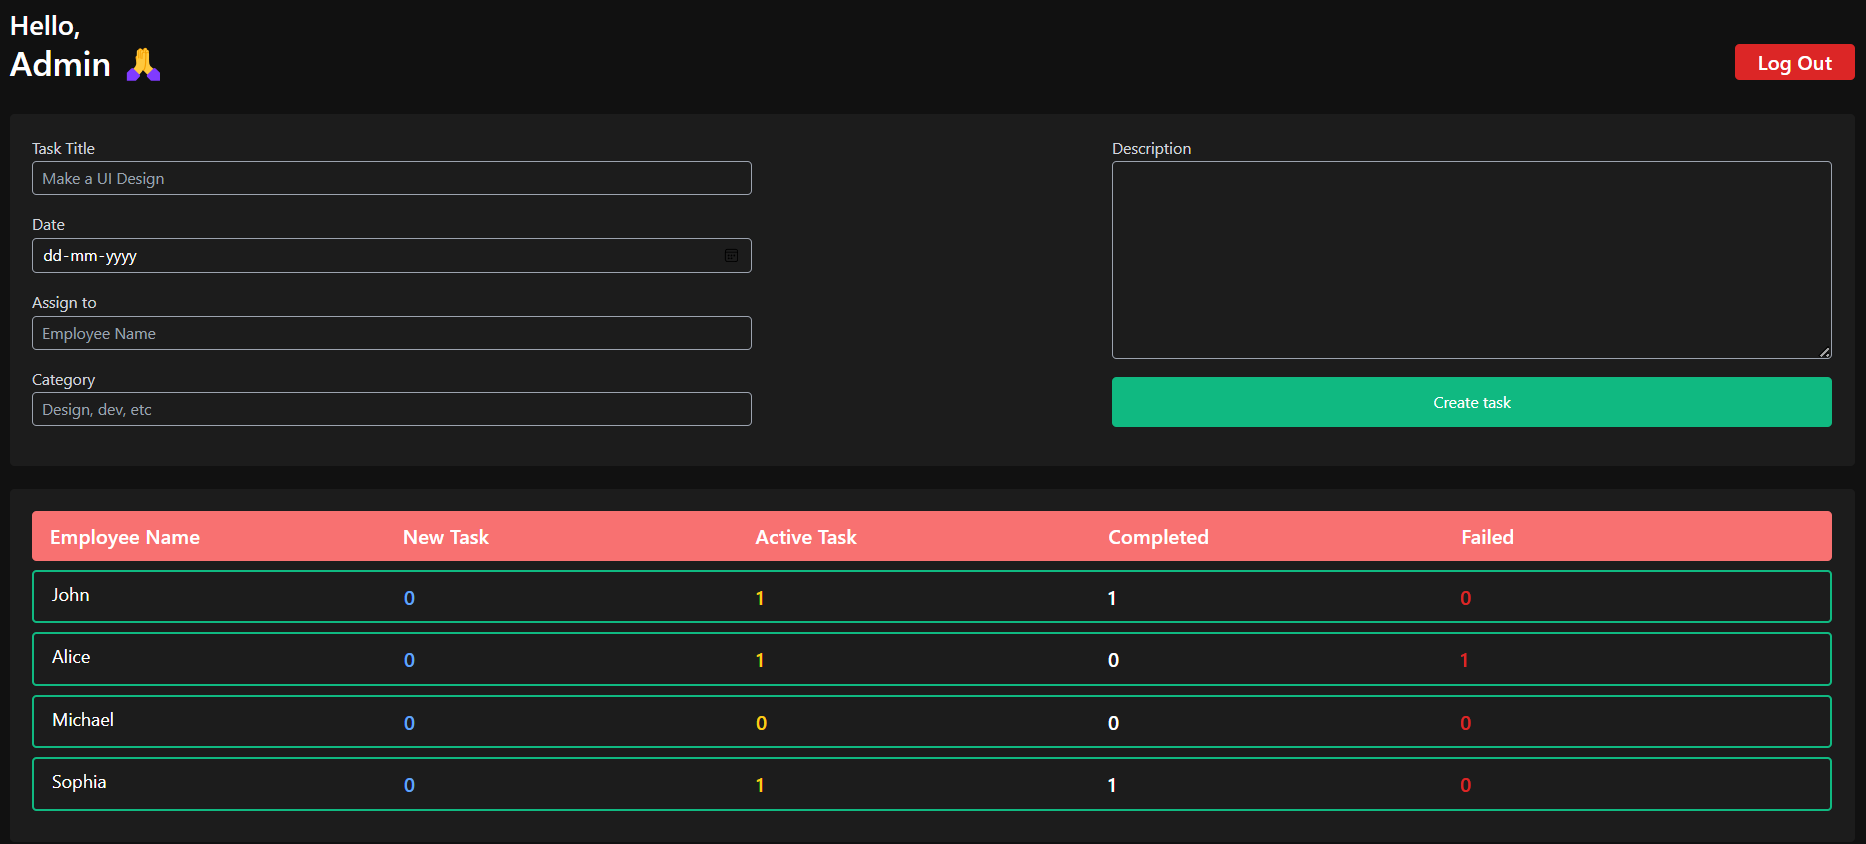 Hello,
Admin 🙏
Log Out
Task Title
Make a UI Design
Date
dd-mm-yyyy
Assign to
Employee Name
Category
Design, dev, etc
Description
Create task
Employee Name New Task Active Task Completed Failed
John 0 1 1 0
Alice 0 1 0 1
Michael 0 0 0 0
Sophia 0 1 1 0